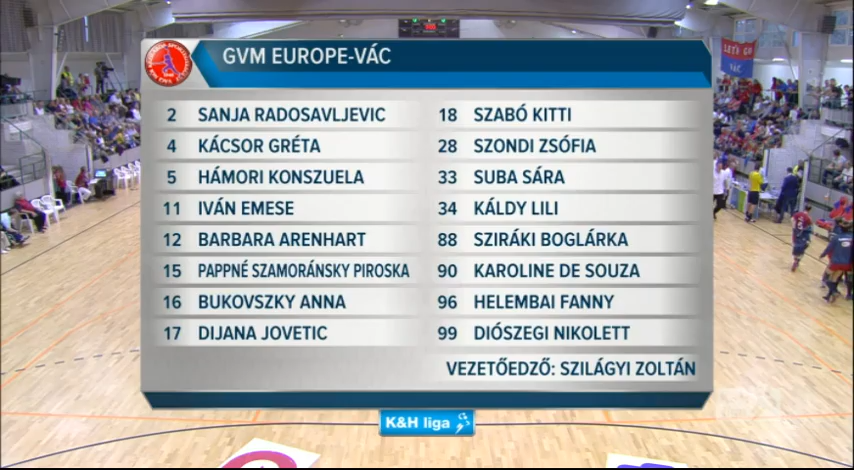 GVM EUROPE-VÁC
2 SANJA RADOSAVLJEVIC
4 KÁCSOR GRÉTA
5 HÁMORI KONSZUELA
11 IVÁN EMESE
12 BARBARA ARENHART
15 PAPPNÉ SZAMORÁNSKY PIROSKA
16 BUKOVSZKY ANNA
17 DIJANA JOVETIC
18 SZABÓ KITTI
28 SZONDI ZSÓFIA
33 SUBA SÁRA
34 KÁLDY LILI
88 SZIRÁKI BOGLÁRKA
90 KAROLINE DE SOUZA
96 HELEMBAI FANNY
99 DIÓSZEGI NIKOLETT
VEZETŐEDZŐ: SZILÁGYI ZOLTÁN
K&H liga
LET'S GO
VÁC